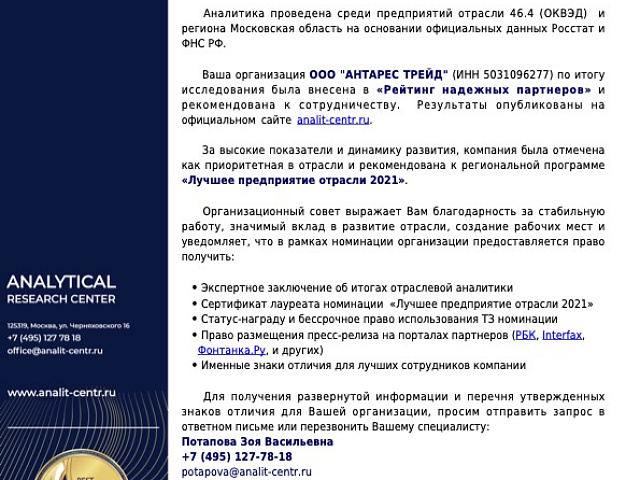 Аналитика проведена среди предприятий отрасли 46.4 (ОКВЭД) и
региона Московская область на основании официальных данных Росстат и
ФНС РФ.
Ваша организация ООО "АНТАРЕС ТРЕЙД" (ИНН 5031096277) по итогу
исследования была внесена в «Рейтинг надежных партнеров» и
рекомендована к сотрудничеству. Результаты опубликованы на
официальном сайте analit-centr.ru.
За высокие показатели и динамику развития, компания была отмечена
как приоритетная в отрасли и рекомендована к региональной программе
«Лучшее предприятие отрасли 2021».
Организационный совет выражает Вам благодарность за стабильную
работу, значимый вклад в развитие отрасли, создание рабочих мест и
уведомляет, что в рамках номинации организации предоставляется право
получить:
• Экспертное заключение об итогах отраслевой аналитики
• Сертификат лауреата номинации «Лучшее предприятие отрасли 2021»
• Статус-награду и бессрочное право использования ТЗ номинации
• Право размещения пресс-релиза на порталах партнеров (РБК, Interfax,
Фонтанка.Ру, и других)
• Именные знаки отличия для лучших сотрудников компании
Для получения развернутой информации и перечня утвержденных
знаков отличия для Вашей организации, просим отправить запрос в
ответном письме или перезвонить Вашему специалисту:
Потапова Зоя Васильевна
+7 (495) 127-78-18
potapova@analit-centr.ru
ANALYTICAL
RESEARCH CENTER
125319, Москва, ул. Черняховского 16
+7 (495) 127 78 18
office@analit-centr.ru
www.analit-centr.ru
BEST